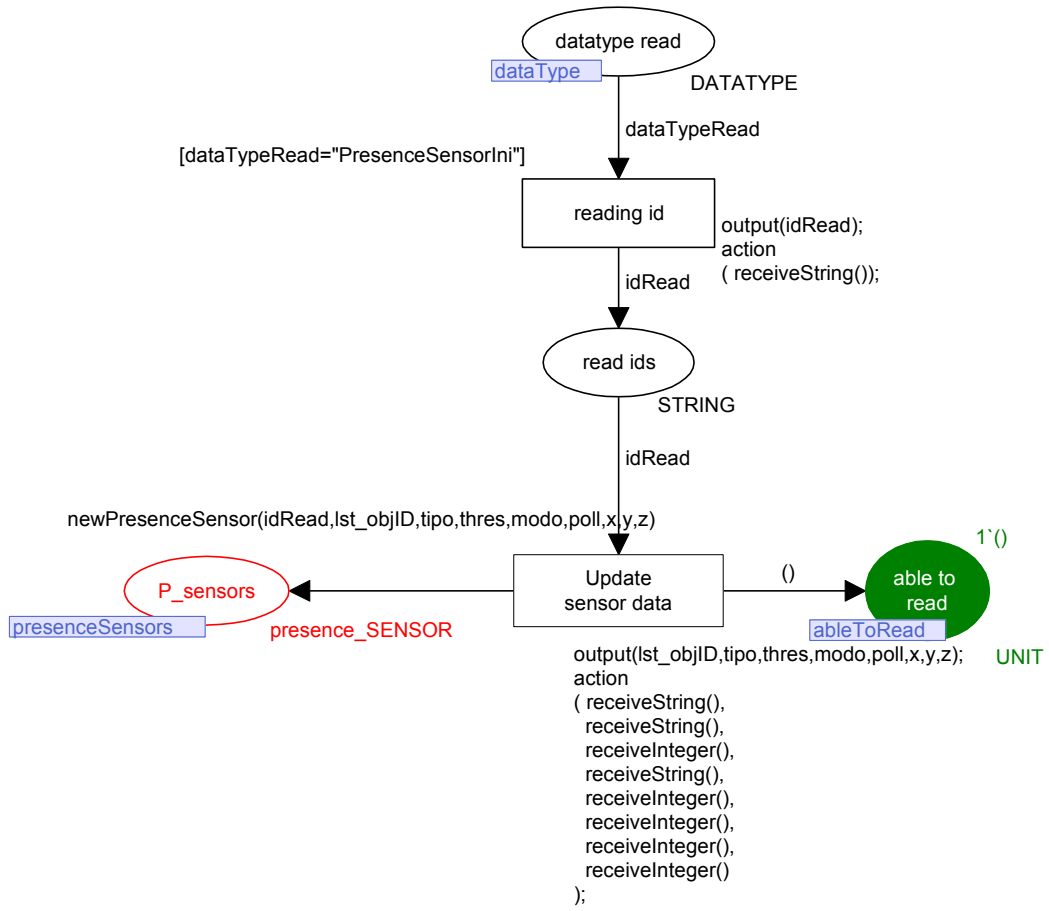 datatype read
dataType
DATATYPE
dataTypeRead
[dataTypeRead="PresenceSensorIni"]
reading id
output(idRead);
action
( receiveString());
idRead
read ids
STRING
idRead
newPresenceSensor(idRead,lst_objID,tipo,thres,modo,poll,x,y,z)
P_sensors
presenceSensors
presence_SENSOR
Update
sensor data
()
1`()
able to
read
ableToRead
UNIT
output(lst_objID,tipo,thres,modo,poll,x,y,z);
action
( receiveString(),
receiveString(),
receiveInteger(),
receiveString(),
receiveInteger(),
receiveInteger(),
receiveInteger(),
receiveInteger()
);